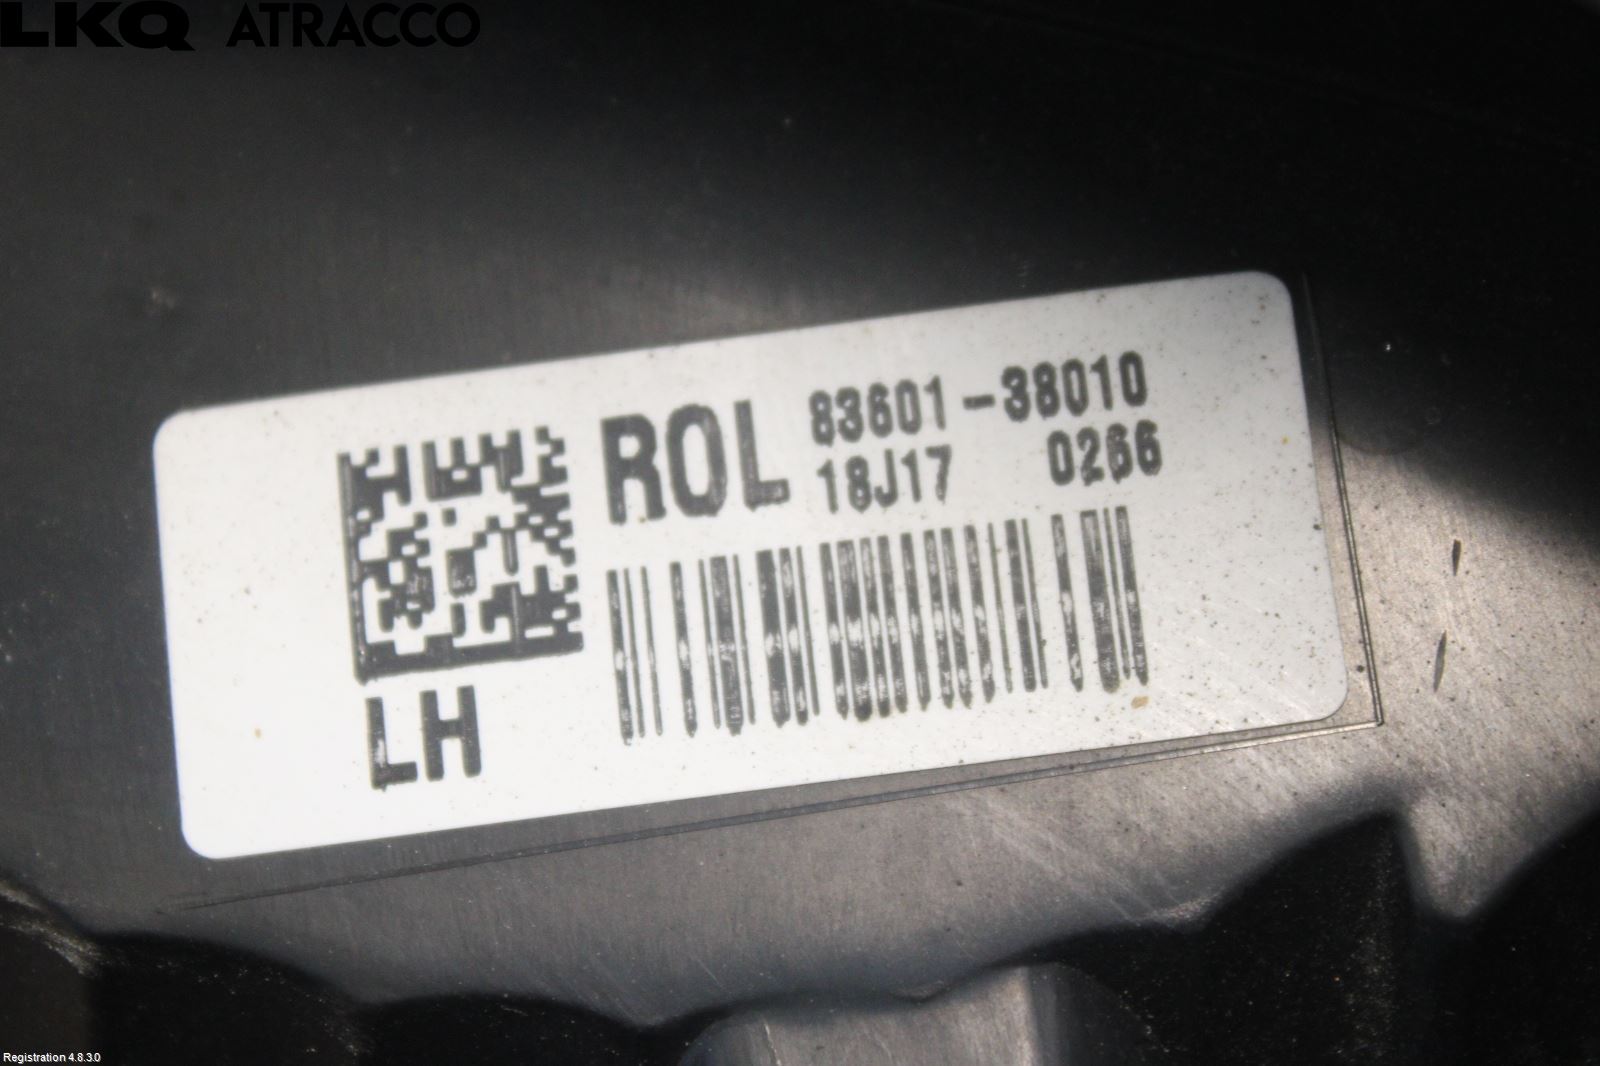 LKQ ATRACCO
ROL 83601-38010
18J17 0266
LH
Registration 4.8.3.0